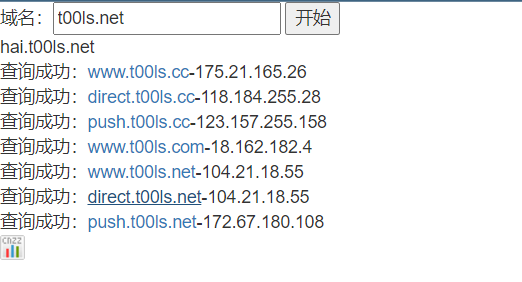 域名： t00ls.net 开始
hai.t00ls.net
查询成功：www.t00ls.cc-175.21.165.26
查询成功：direct.t00ls.cc-118.184.255.28
查询成功：push.t00ls.cc-123.157.255.158
查询成功：www.t00ls.com-18.162.182.4
查询成功：www.t00ls.net-104.21.18.55
查询成功：direct.t00ls.net-104.21.18.55
查询成功：push.t00ls.net-172.67.180.108
cnzz